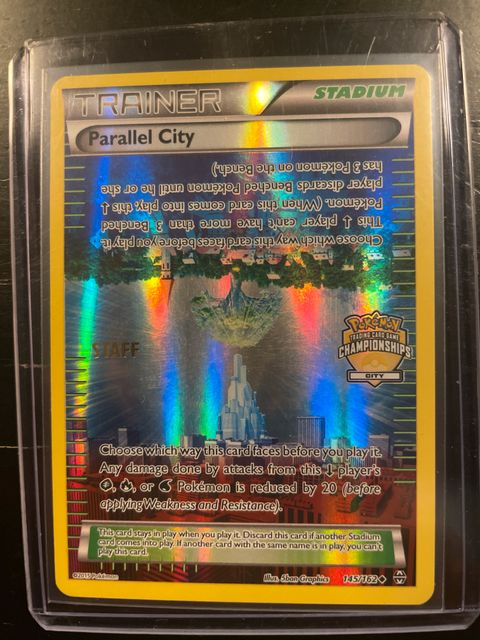 TRAINER
STADIUM
Parallel City
Choose which way this card faces before you play it.
This ↓ player can't have more than 3 Benched
Pokémon. (When this card comes into play, this ↓
player discards Benched Pokémon until he or she
has 3 Pokémon on the Bench.)
STAFF
Pokémon
TRADING CARD GAME
CHAMPIONSHIPS
CITY
Choose which way this card faces before you play it.
Any damage done by attacks from this ↓ player's
, , or Pokémon is reduced by 20 (before
applying Weakness and Resistance).
This card stays in play when you play it. Discard this card if another Stadium
card comes into play. If another card with the same name is in play, you can't
play this card.
©2015 Pokémon
Illus. 5ban Graphics
145/162